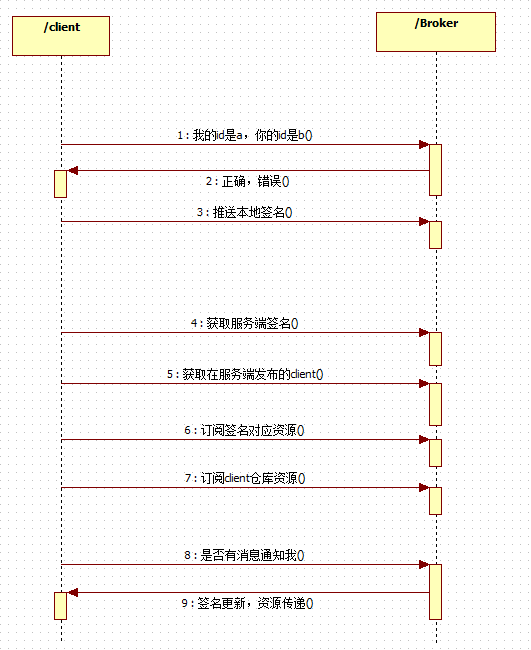 /client
/Broker
1 : 我的id是a，你的id是b()
2 : 正确，错误()
3 : 推送本地签名()
4 : 获取服务端签名()
5 : 获取在服务端发布的client()
6 : 订阅签名对应资源()
7 : 订阅client仓库资源()
8 : 是否有消息通知我()
9 : 签名更新，资源传递()